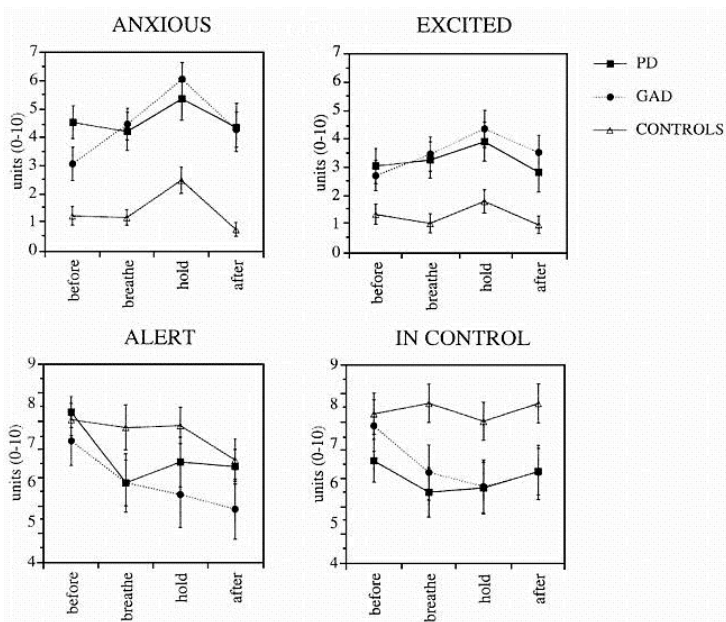 ANXIOUS
units (0-10)
7
6
5
4
3
2
1
0
before
breathe
hold
after
EXCITED
units (0-10)
7
6
5
4
3
2
1
0
before
breathe
hold
after
PD
GAD
CONTROLS
ALERT
units (0-10)
9
8
7
6
5
4
before
breathe
hold
after
IN CONTROL
units (0-10)
9
8
7
6
5
4
before
breathe
hold
after